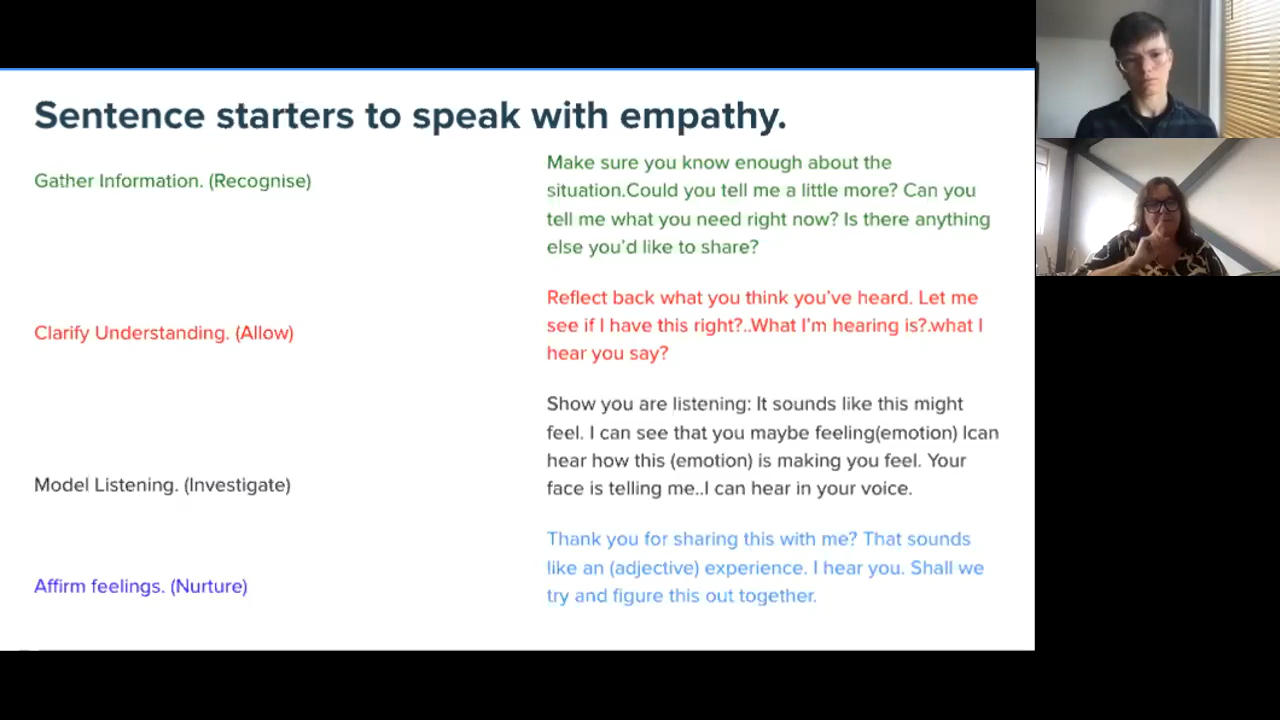 Sentence starters to speak with empathy.
Gather Information. (Recognise)
Make sure you know enough about the
situation.Could you tell me a little more? Can you
tell me what you need right now? Is there anything
else you'd like to share?
Clarify Understanding. (Allow)
Reflect back what you think you've heard. Let me
see if I have this right?..What I'm hearing is?.what I
hear you say?
Model Listening. (Investigate)
Show you are listening: It sounds like this might
feel. I can see that you maybe feeling(emotion) Ican
hear how this (emotion) is making you feel. Your
face is telling me..I can hear in your voice.
Affirm feelings. (Nurture)
Thank you for sharing this with me? That sounds
like an (adjective) experience. I hear you. Shall we
try and figure this out together.